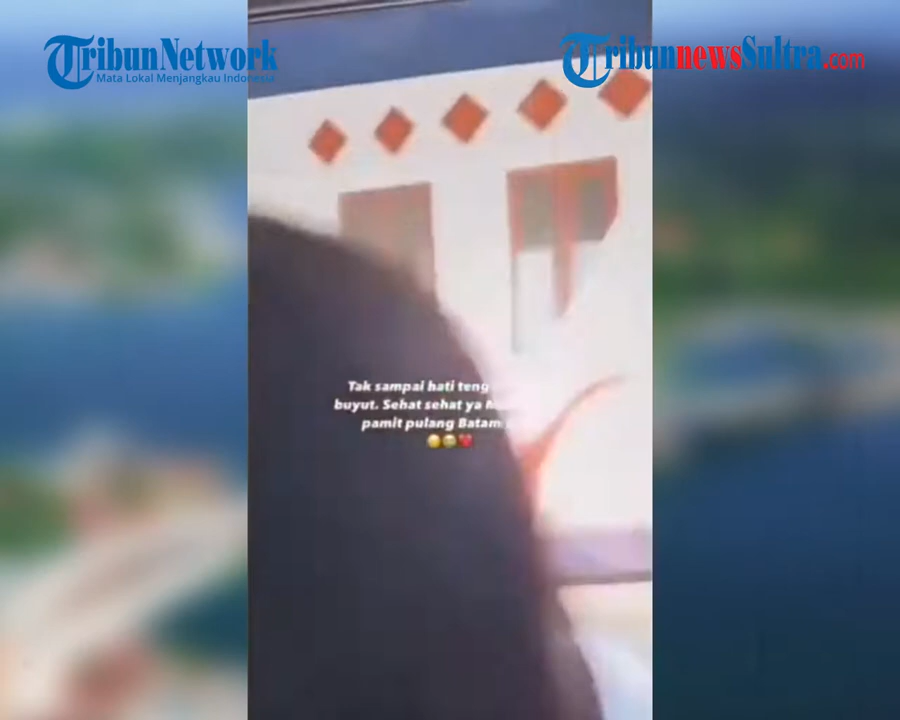 TribunNetwork
Mata Lokal Menjangkau Indonesia
TribunnewsSultra.com
Tak sampai hati teng
buyut. Sehat sehat ya
pamit pulang Batam